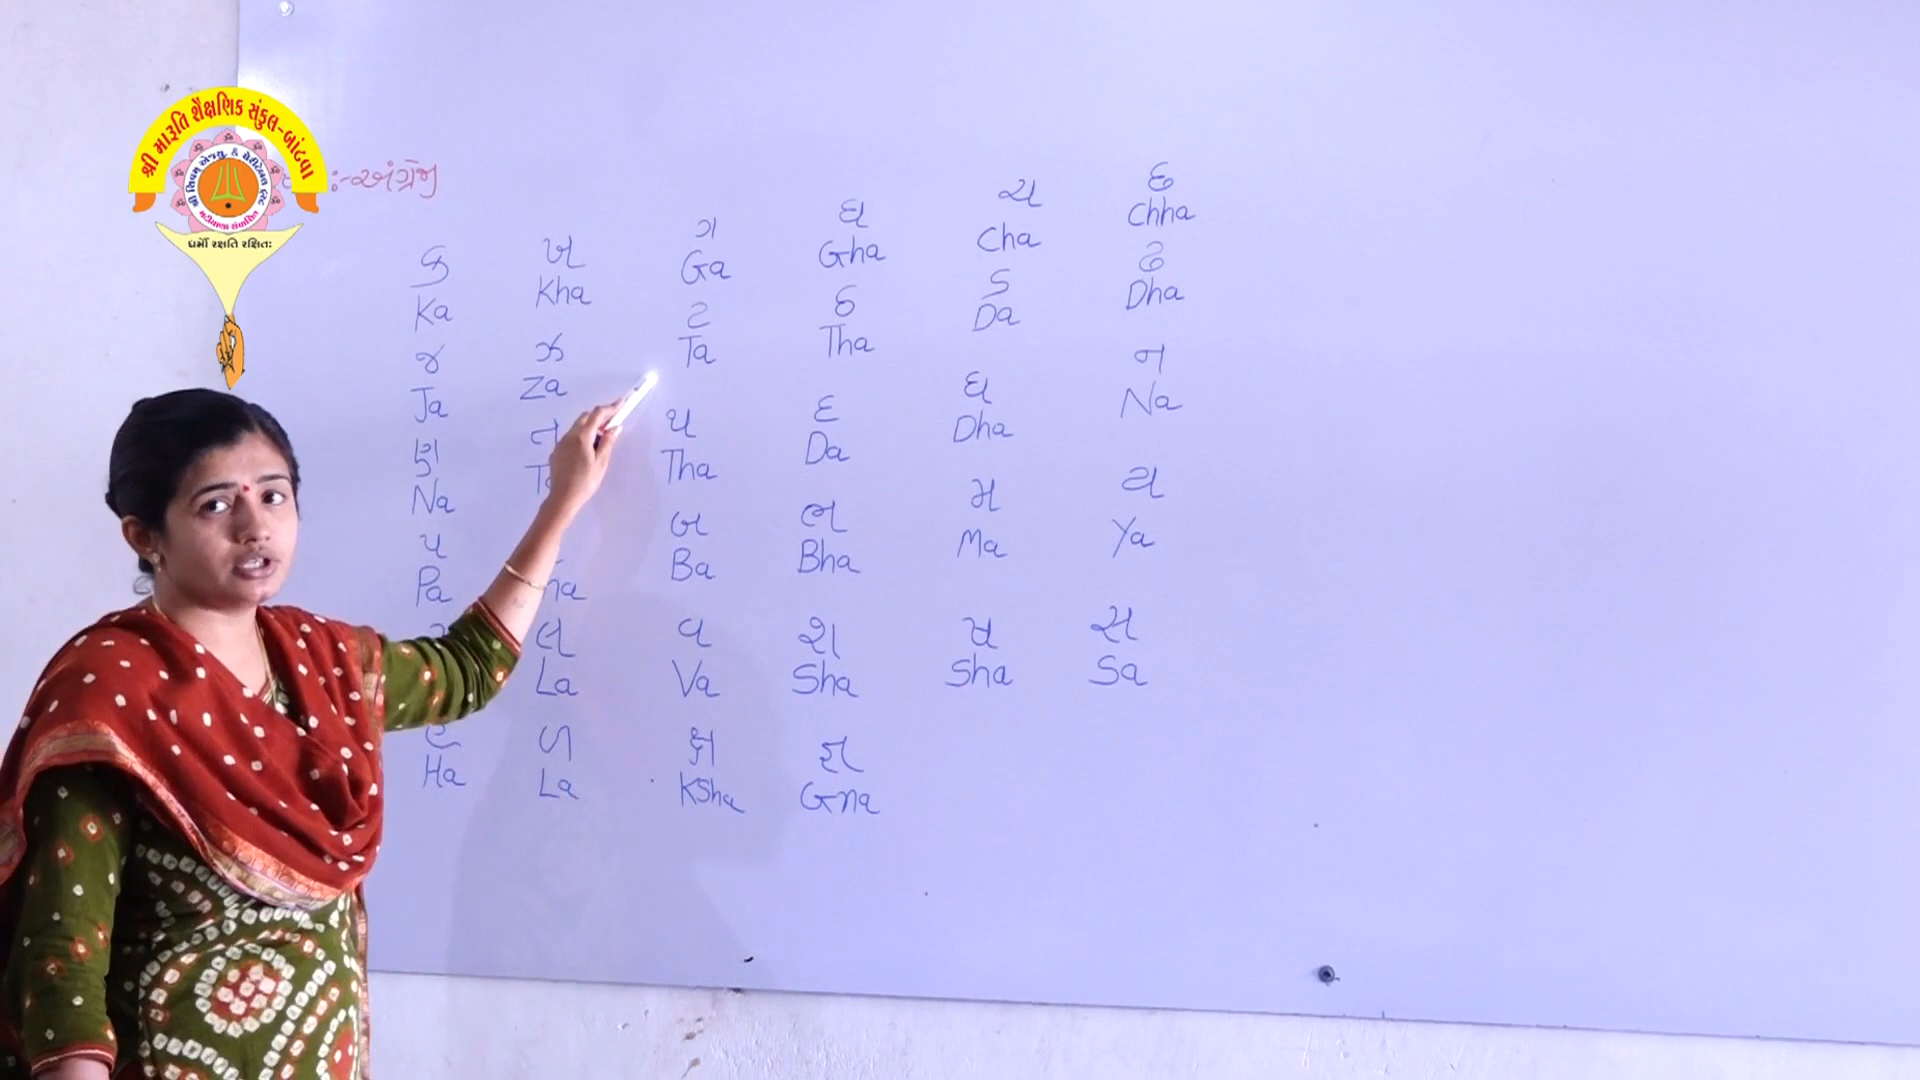 શ્રી મારૂતિ શૈક્ષણિક સંકુલ-બાંટવા
ધર્મો રક્ષતિ રક્ષિતઃ
:-અંગ્રેજી
ક ખ ગ ઘ ચ છ
Ka Kha Ga Gha Cha Chha
જ ઝ ટ ઠ ડ ઢ
Ja Za Ta Tha Da Dha
ણ ત થ દ ધ ન
Na Ta Tha Da Dha Na
પ બ ભ મ ય
Pa Ba Bha Ma Ya
લ વ શ ષ સ
La Va Sha Sha Sa
હ ળ ક્ષ જ્ઞ
Ha La Ksha Gna